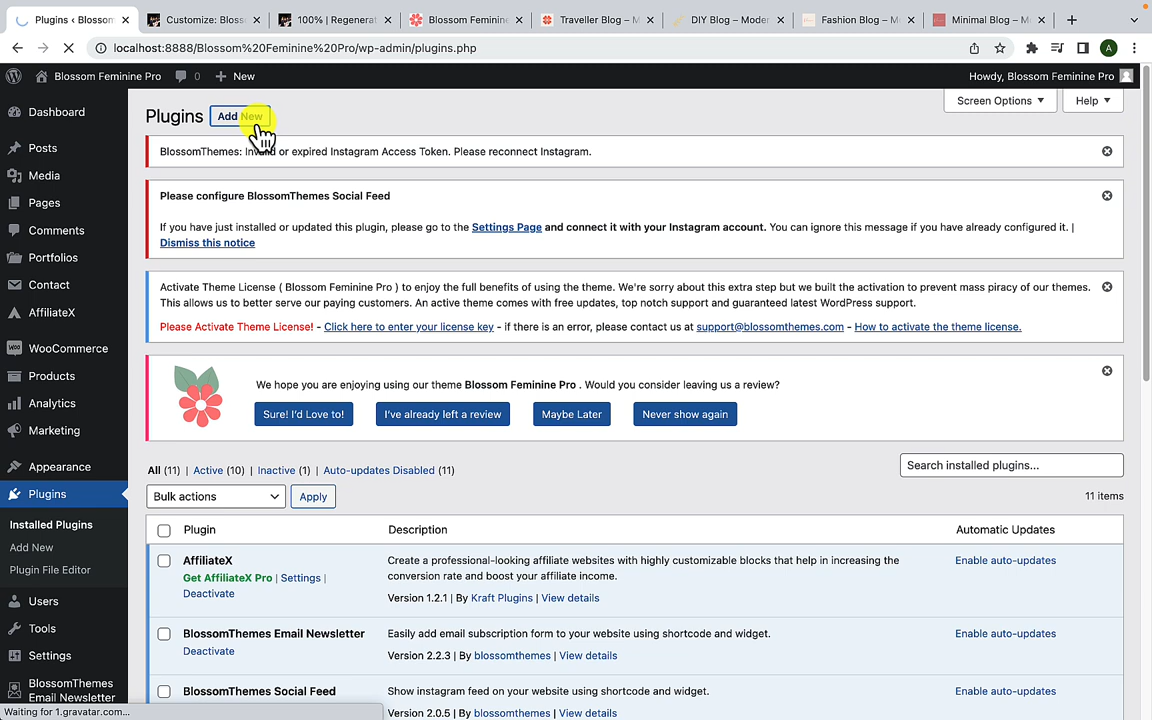 Plugins ‹ Blossom
Customize: Bloss
100% | Regenerat
Blossom Feminine
Traveller Blog – M
DIY Blog – Moder
Fashion Blog – M
Minimal Blog – M
localhost:8888/Blossom%20Feminine%20Pro/wp-admin/plugins.php
A
Blossom Feminine Pro
0
New
Howdy, Blossom Feminine Pro
Dashboard
Posts
Media
Pages
Comments
Portfolios
Contact
AffiliateX
WooCommerce
Products
Analytics
Marketing
Appearance
Plugins
Installed Plugins
Add New
Plugin File Editor
Users
Tools
Settings
BlossomThemes
Email Newsletter
Waiting for 1.gravatar.com...
Screen Options
Help
Plugins
Add New
BlossomThemes: Invalid or expired Instagram Access Token. Please reconnect Instagram.
Please configure BlossomThemes Social Feed
If you have just installed or updated this plugin, please go to the Settings Page and connect it with your Instagram account. You can ignore this message if you have already configured it. |
Dismiss this notice
Activate Theme License ( Blossom Feminine Pro ) to enjoy the full benefits of using the theme. We're sorry about this extra step but we built the activation to prevent mass piracy of our themes.
This allows us to better serve our paying customers. An active theme comes with free updates, top notch support and guaranteed latest WordPress support.
Please Activate Theme License! - Click here to enter your license key - if there is an error, please contact us at support@blossomthemes.com - How to activate the theme license.
We hope you are enjoying using our theme Blossom Feminine Pro . Would you consider leaving us a review?
Sure! I'd Love to!
I've already left a review
Maybe Later
Never show again
All (11) | Active (10) | Inactive (1) | Auto-updates Disabled (11)
Search installed plugins...
Bulk actions
Apply
11 items
Plugin
Description
Automatic Updates
AffiliateX
Get AffiliateX Pro | Settings |
Deactivate
Create a professional-looking affiliate websites with highly customizable blocks that help in increasing the
conversion rate and boost your affiliate income.
Version 1.2.1 | By Kraft Plugins | View details
Enable auto-updates
BlossomThemes Email Newsletter
Deactivate
Easily add email subscription form to your website using shortcode and widget.
Version 2.2.3 | By blossomthemes | View details
Enable auto-updates
BlossomThemes Social Feed
Show instagram feed on your website using shortcode and widget.
Version 2.0.5 | By blossomthemes | View details
Enable auto-updates